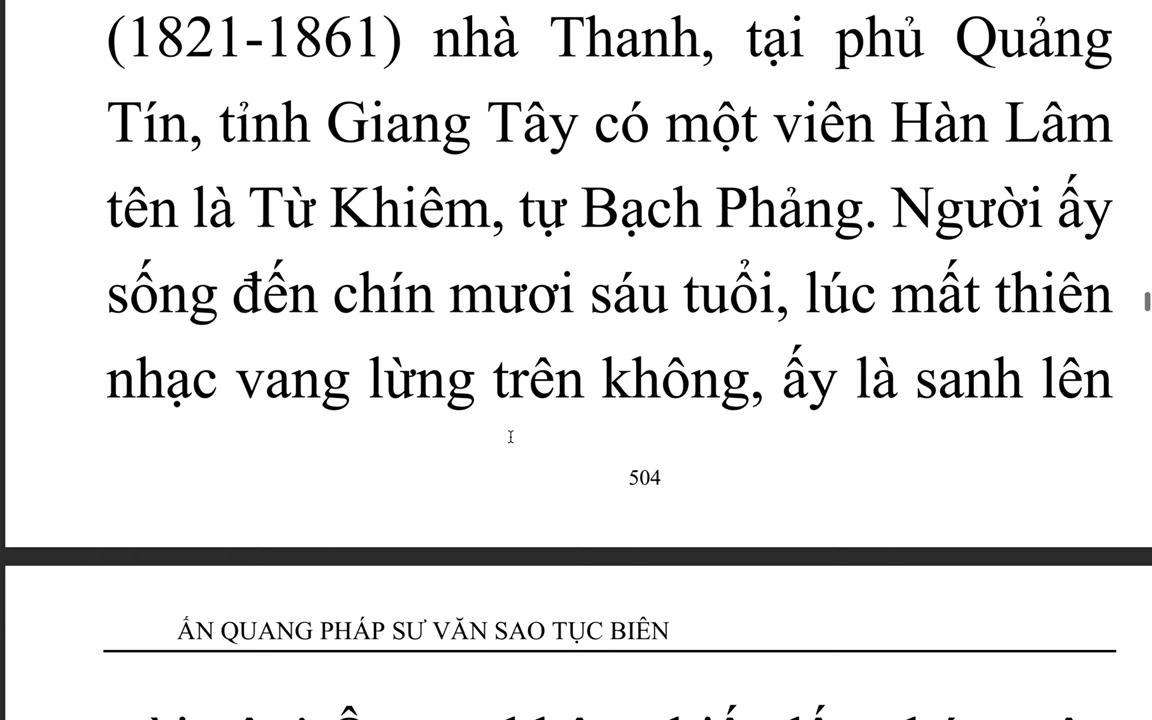 (1821-1861) nhà Thanh, tại phủ Quảng
Tín, tỉnh Giang Tây có một viên Hàn Lâm
tên là Từ Khiêm, tự Bạch Phảng. Người ấy
sống đến chín mươi sáu tuổi, lúc mất thiên
nhạc vang lừng trên không, ấy là sanh lên
504
ẤN QUANG PHÁP SƯ VĂN SAO TỤC BIÊN